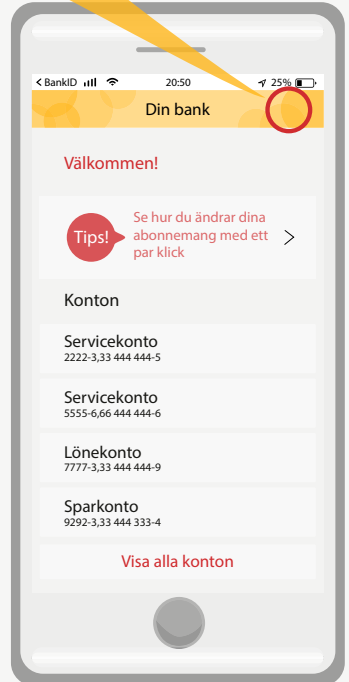 < BankID 20:50 25%
Din bank
Välkommen!
Tips!
Se hur du ändrar dina
abonnemang med ett
par klick
Konton
Servicekonto
2222-3,33 444 444-5
Servicekonto
5555-6,66 444 444-6
Lönekonto
7777-3,33 444 444-9
Sparkonto
9292-3,33 444 333-4
Visa alla konton